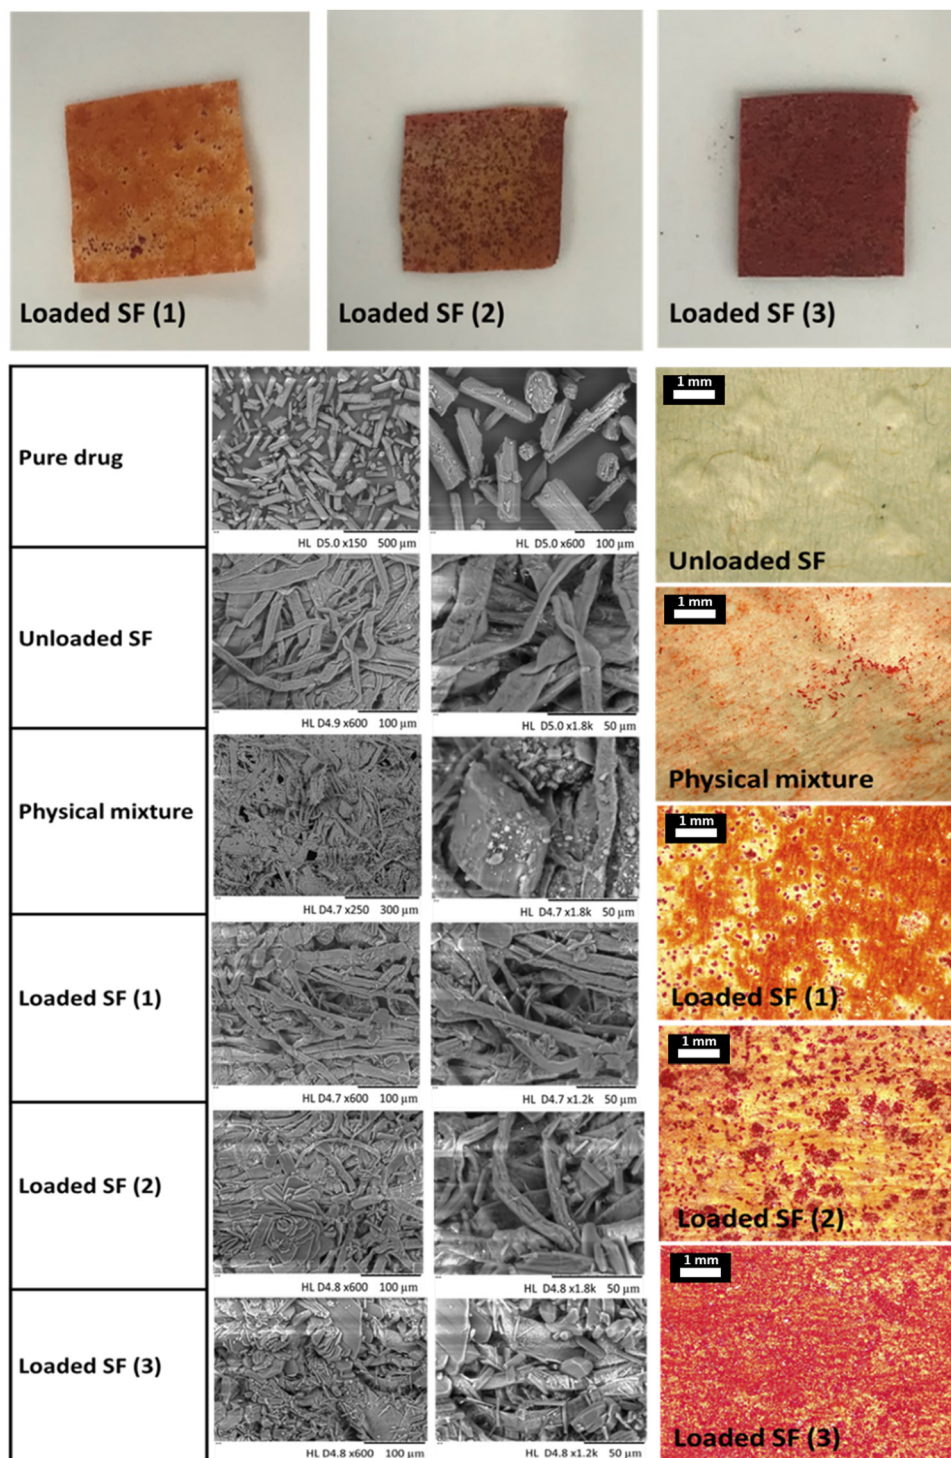 Loaded SF (1)
Loaded SF (2)
Loaded SF (3)
Pure drug
HL D5.0 x150 500 µm
HL D5.0 x600 100 µm
Unloaded SF
HL D4.9 x600 100 µm
HL D5.0 x1.8k 50 µm
Physical mixture
HL D4.7 x250 300 µm
HL D4.7 x1.8k 50 µm
Loaded SF (1)
HL D4.7 x600 100 µm
HL D4.7 x1.2k 50 µm
Loaded SF (2)
HL D4.8 x600 100 µm
HL D4.8 x1.8k 50 µm
Loaded SF (3)
HL D4.8 x600 100 µm
HL D4.8 x1.2k 50 µm
1 mm
Unloaded SF
1 mm
Physical mixture
1 mm
Loaded SF (1)
1 mm
Loaded SF (2)
1 mm
Loaded SF (3)